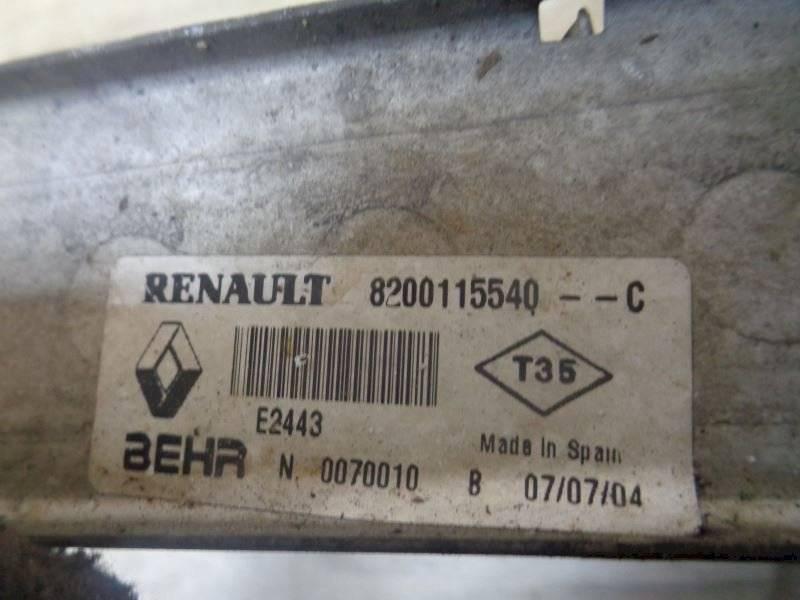 RENAULT 8200115540 - - C
T35
E2443
Made In Spain
BEHR N 0070010 B 07/07/04